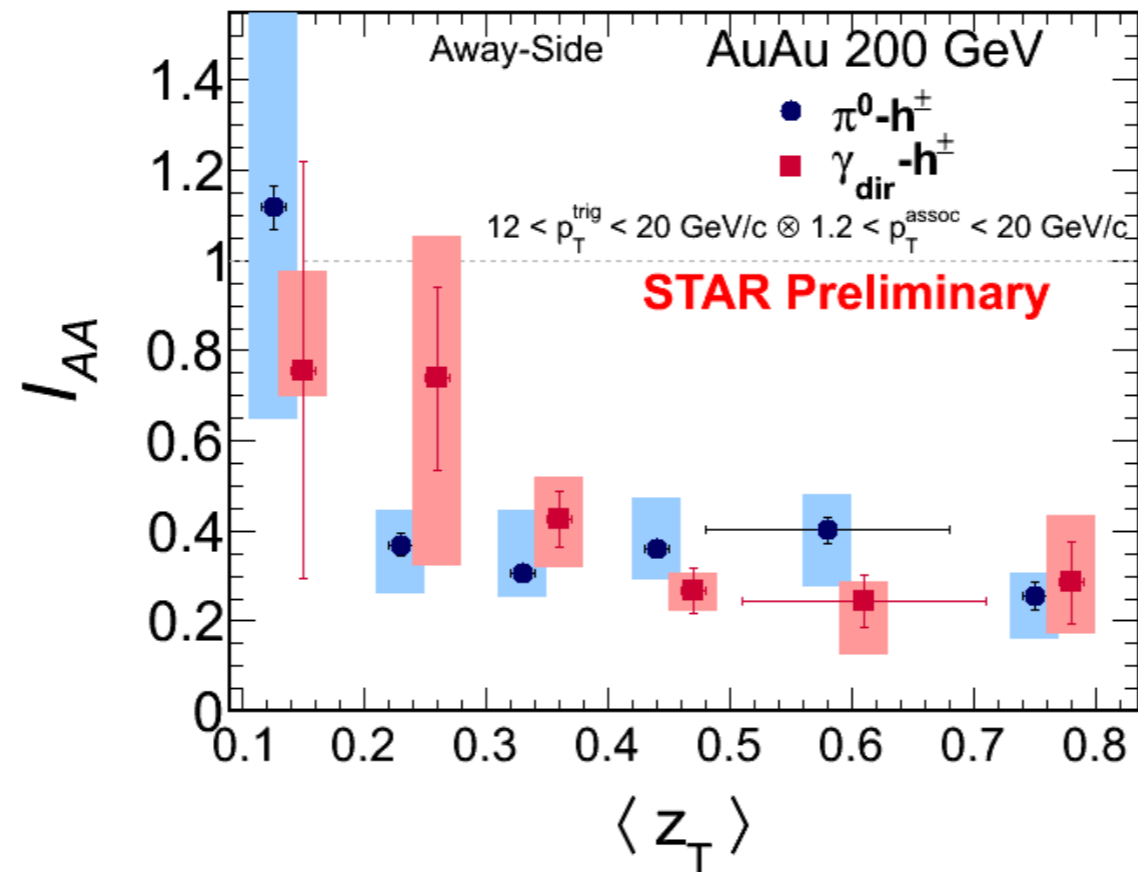 Away-Side
AuAu 200 GeV
π⁰-h±
γ_dir-h±
12 < p_T^trig < 20 GeV/c ⊗ 1.2 < p_T^assoc < 20 GeV/c
STAR Preliminary
I_AA
1.4
1.2
1
0.8
0.6
0.4
0.2
0
0.1 0.2 0.3 0.4 0.5 0.6 0.7 0.8
⟨ z_T ⟩